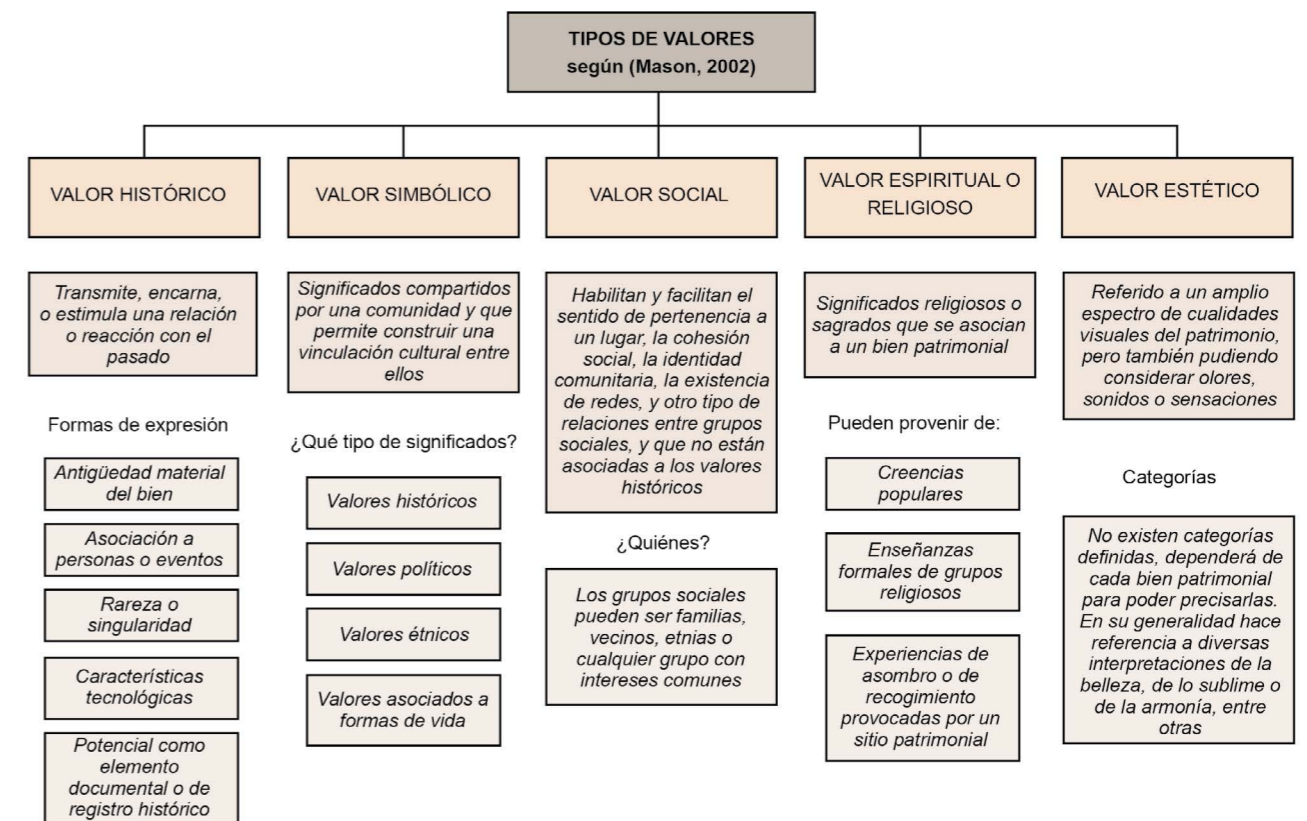 TIPOS DE VALORES
según (Mason, 2002)
VALOR HISTÓRICO
Transmite, encarna,
o estimula una relación
o reacción con el
pasado
Formas de expresión
Antigüedad material
del bien
Asociación a
personas o eventos
Rareza o
singularidad
Características
tecnológicas
Potencial como
elemento
documental o de
registro histórico
VALOR SIMBÓLICO
Significados compartidos
por una comunidad y que
permite construir una
vinculación cultural entre
ellos
¿Qué tipo de significados?
Valores históricos
Valores políticos
Valores étnicos
Valores asociados a
formas de vida
VALOR SOCIAL
Habilitan y facilitan el
sentido de pertenencia a
un lugar, la cohesión
social, la identidad
comunitaria, la existencia
de redes, y otro tipo de
relaciones entre grupos
sociales, y que no están
asociadas a los valores
históricos
¿Quiénes?
Los grupos sociales
pueden ser familias,
vecinos, etnias o
cualquier grupo con
intereses comunes
VALOR ESPIRITUAL O
RELIGIOSO
Significados religiosos o
sagrados que se asocian
a un bien patrimonial
Pueden provenir de:
Creencias
populares
Enseñanzas
formales de grupos
religiosos
Experiencias de
asombro o de
recogimiento
provocadas por un
sitio patrimonial
VALOR ESTÉTICO
Referido a un amplio
espectro de cualidades
visuales del patrimonio,
pero también pudiendo
considerar olores,
sonidos o sensaciones
Categorías
No existen categorías
definidas, dependerá de
cada bien patrimonial
para poder precisarlas.
En su generalidad hace
referencia a diversas
interpretaciones de la
belleza, de lo sublime o
de la armonía, entre
otras